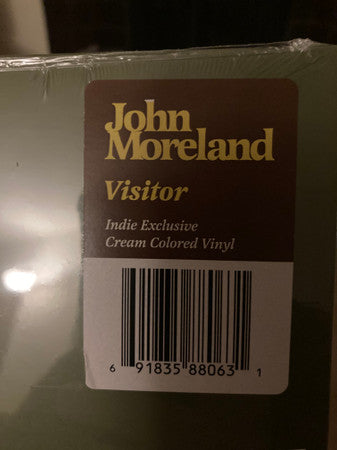 John
Moreland
Visitor
Indie Exclusive
Cream Colored Vinyl
6 91835 88063 1